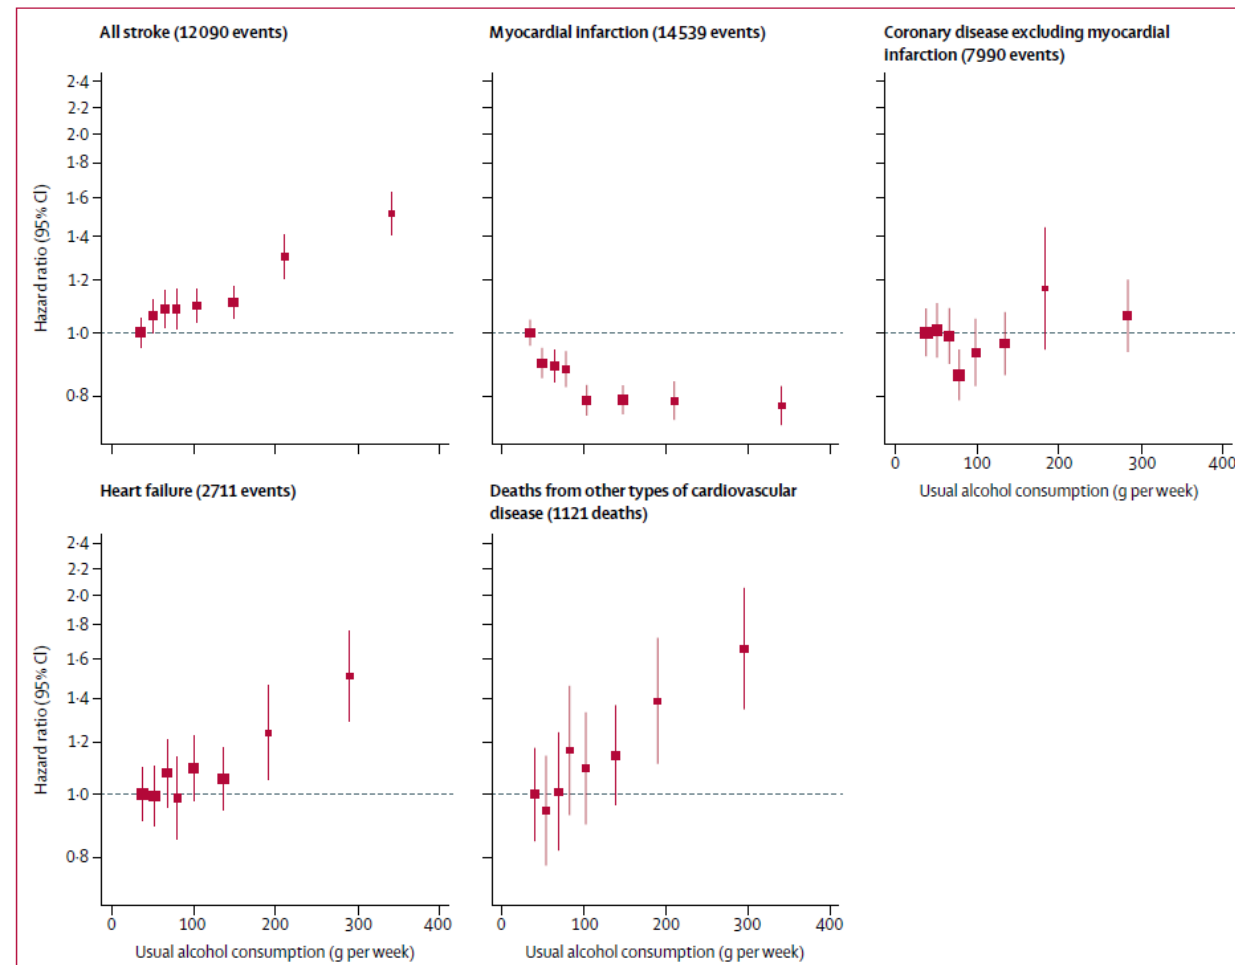 All stroke (12 090 events)
Myocardial infarction (14 539 events)
Coronary disease excluding myocardial
infarction (7990 events)
Hazard ratio (95% CI)
2·4
2·2
2·0
1·8
1·6
1·4
1·2
1·0
0·8
0 100 200 300 400
Usual alcohol consumption (g per week)
Heart failure (2711 events)
Deaths from other types of cardiovascular
disease (1121 deaths)
Hazard ratio (95% CI)
2·4
2·2
2·0
1·8
1·6
1·4
1·2
1·0
0·8
0 100 200 300 400
Usual alcohol consumption (g per week)
0 100 200 300 400
Usual alcohol consumption (g per week)